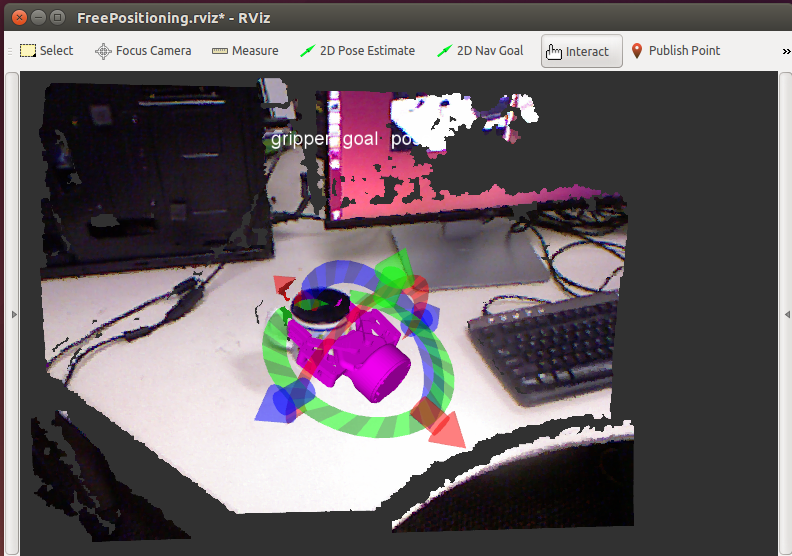 FreePositioning.rviz* - RViz
Select Focus Camera Measure 2D Pose Estimate 2D Nav Goal Interact Publish Point »
gripper goal